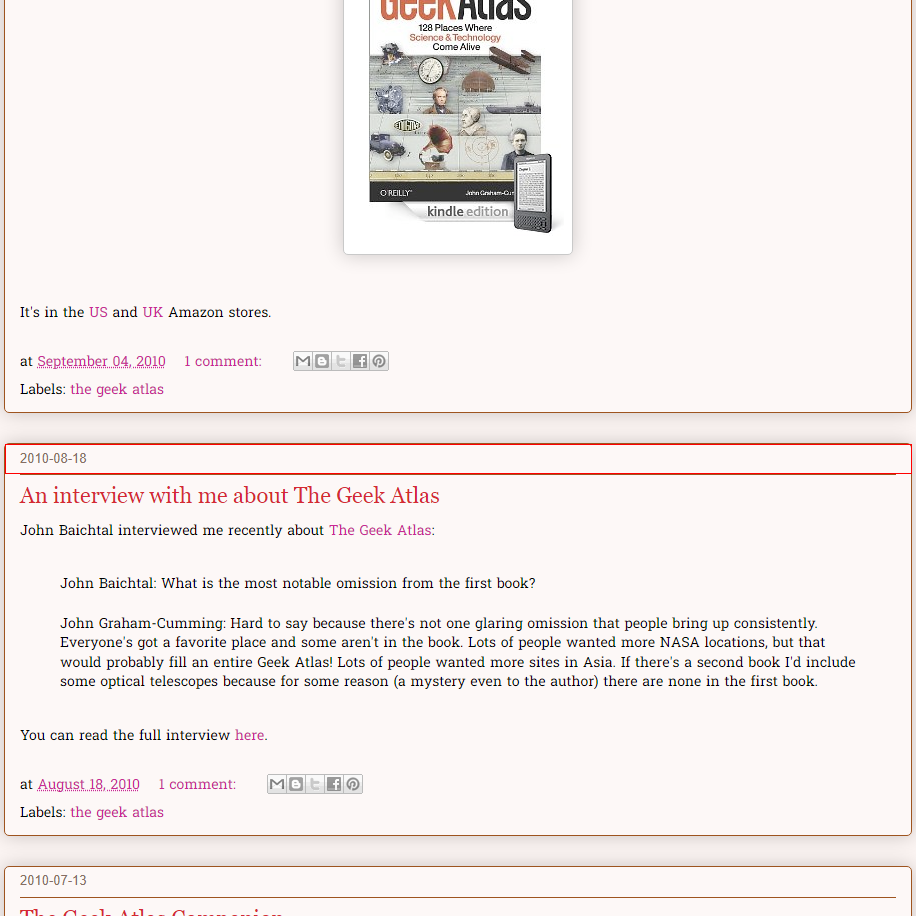 GeekAtlas
128 Places Where
Science & Technology
Come Alive
ENIGMA
O'REILLY
John Graham-Cum
kindle edition
It's in the US and UK Amazon stores.
at September 04, 2010 1 comment:
Labels: the geek atlas
2010-08-18
An interview with me about The Geek Atlas
John Baichtal interviewed me recently about The Geek Atlas:
John Baichtal: What is the most notable omission from the first book?
John Graham-Cumming: Hard to say because there's not one glaring omission that people bring up consistently.
Everyone's got a favorite place and some aren't in the book. Lots of people wanted more NASA locations, but that
would probably fill an entire Geek Atlas! Lots of people wanted more sites in Asia. If there's a second book I'd include
some optical telescopes because for some reason (a mystery even to the author) there are none in the first book.
You can read the full interview here.
at August 18, 2010 1 comment:
Labels: the geek atlas
2010-07-13
The Geek Atlas Companion